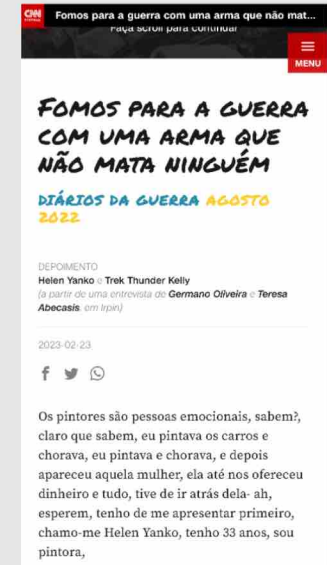 CNN
PORTUGAL
Fomos para a guerra com uma arma que não mat...
Faça scroll para continuar
MENU
FOMOS PARA A GUERRA
COM UMA ARMA QUE
NÃO MATA NINGUÉM
DIÁRIOS DA GUERRA AGOSTO
2022
DEPOIMENTO
Helen Yanko e Trek Thunder Kelly
(a partir de uma entrevista de Germano Oliveira e Teresa
Abecasis, em Irpin)
2023-02-23
Os pintores são pessoas emocionais, sabem?,
claro que sabem, eu pintava os carros e
chorava, eu pintava e chorava, e depois
apareceu aquela mulher, ela até nos ofereceu
dinheiro e tudo, tive de ir atrás dela- ah,
esperem, tenho de me apresentar primeiro,
chamo-me Helen Yanko, tenho 33 anos, sou
pintora,